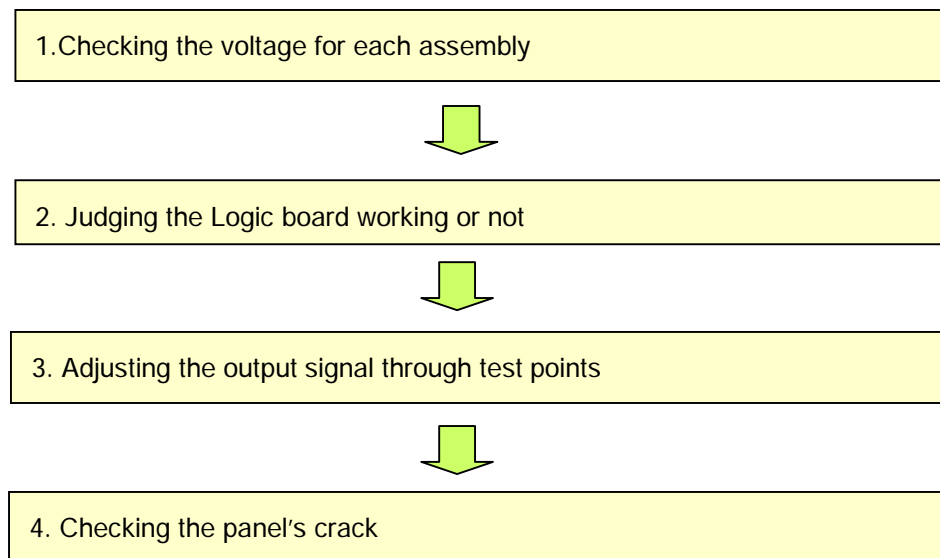 1.Checking the voltage for each assembly
2. Judging the Logic board working or not
3. Adjusting the output signal through test points
4. Checking the panel's crack